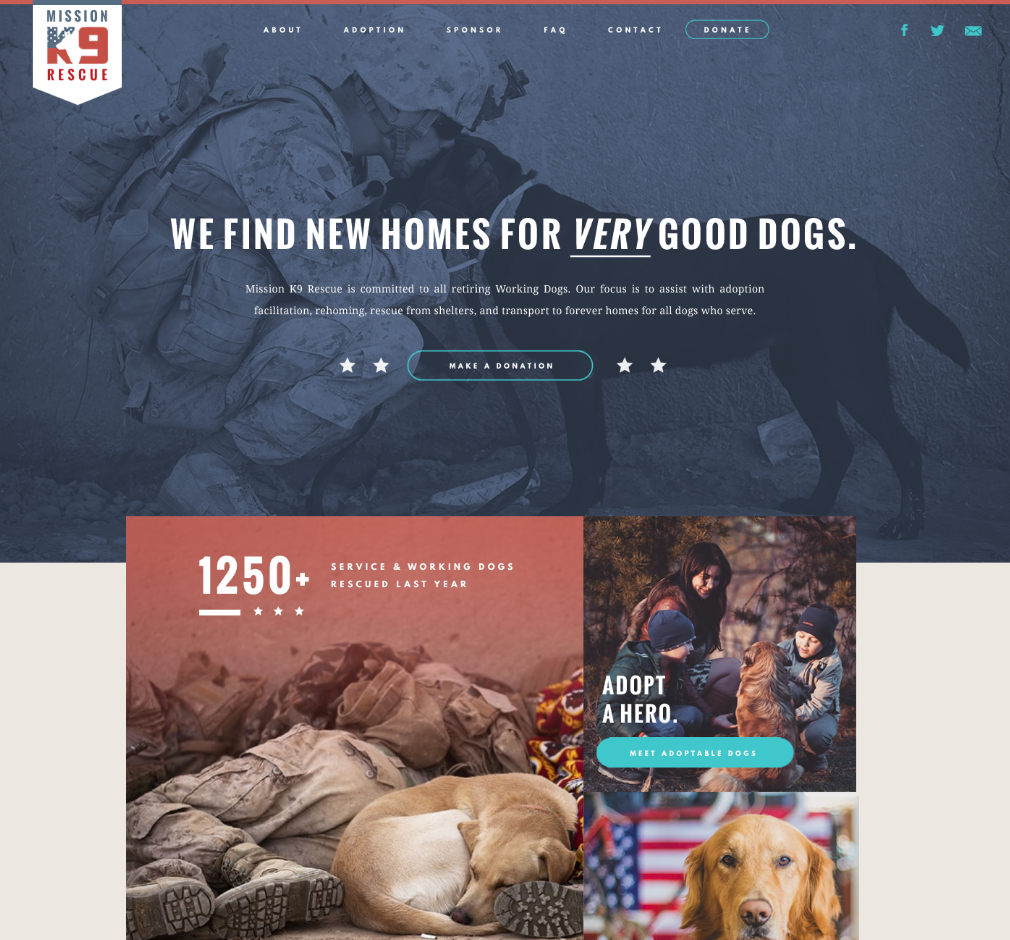 MISSION
K9
RESCUE
ABOUT ADOPTION SPONSOR FAQ CONTACT DONATE
WE FIND NEW HOMES FOR VERY GOOD DOGS.
Mission K9 Rescue is committed to all retiring Working Dogs. Our focus is to assist with adoption
facilitation, rehoming, rescue from shelters, and transport to forever homes for all dogs who serve.
MAKE A DONATION
1250+
SERVICE & WORKING DOGS
RESCUED LAST YEAR
ADOPT
A HERO.
MEET ADOPTABLE DOGS